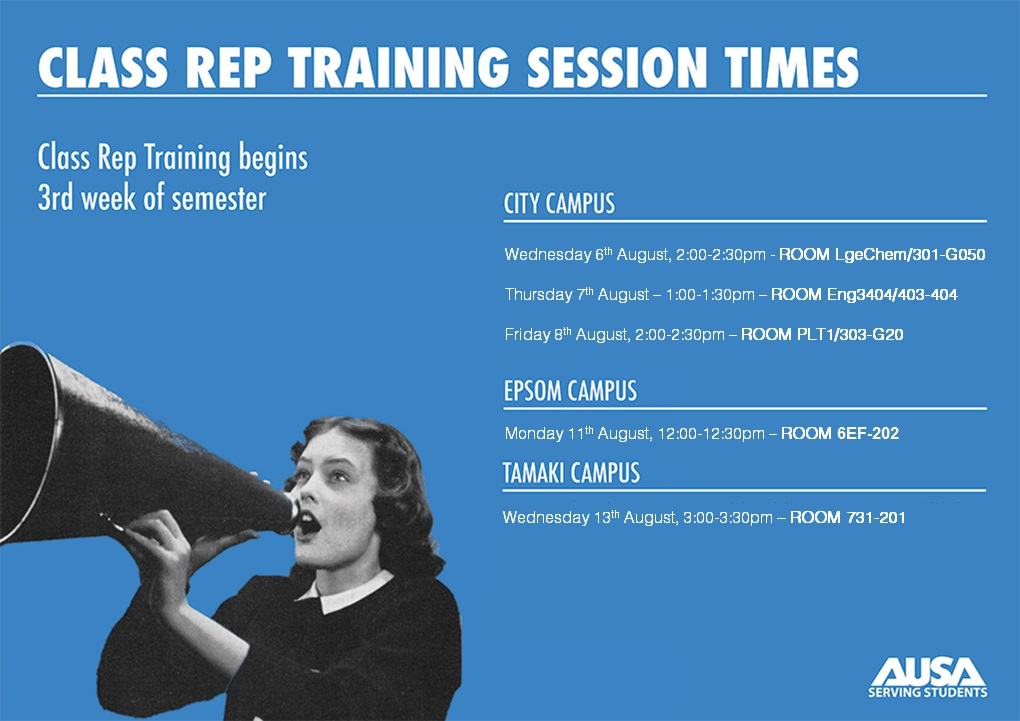 CLASS REP TRAINING SESSION TIMES
Class Rep Training begins
3rd week of semester
CITY CAMPUS
Wednesday 6th August, 2:00-2:30pm - ROOM LgeChem/301-G050
Thursday 7th August – 1:00-1:30pm – ROOM Eng3404/403-404
Friday 8th August, 2:00-2:30pm – ROOM PLT1/303-G20
EPSOM CAMPUS
Monday 11th August, 12:00-12:30pm – ROOM 6EF-202
TAMAKI CAMPUS
Wednesday 13th August, 3:00-3:30pm – ROOM 731-201
AUSA
SERVING STUDENTS